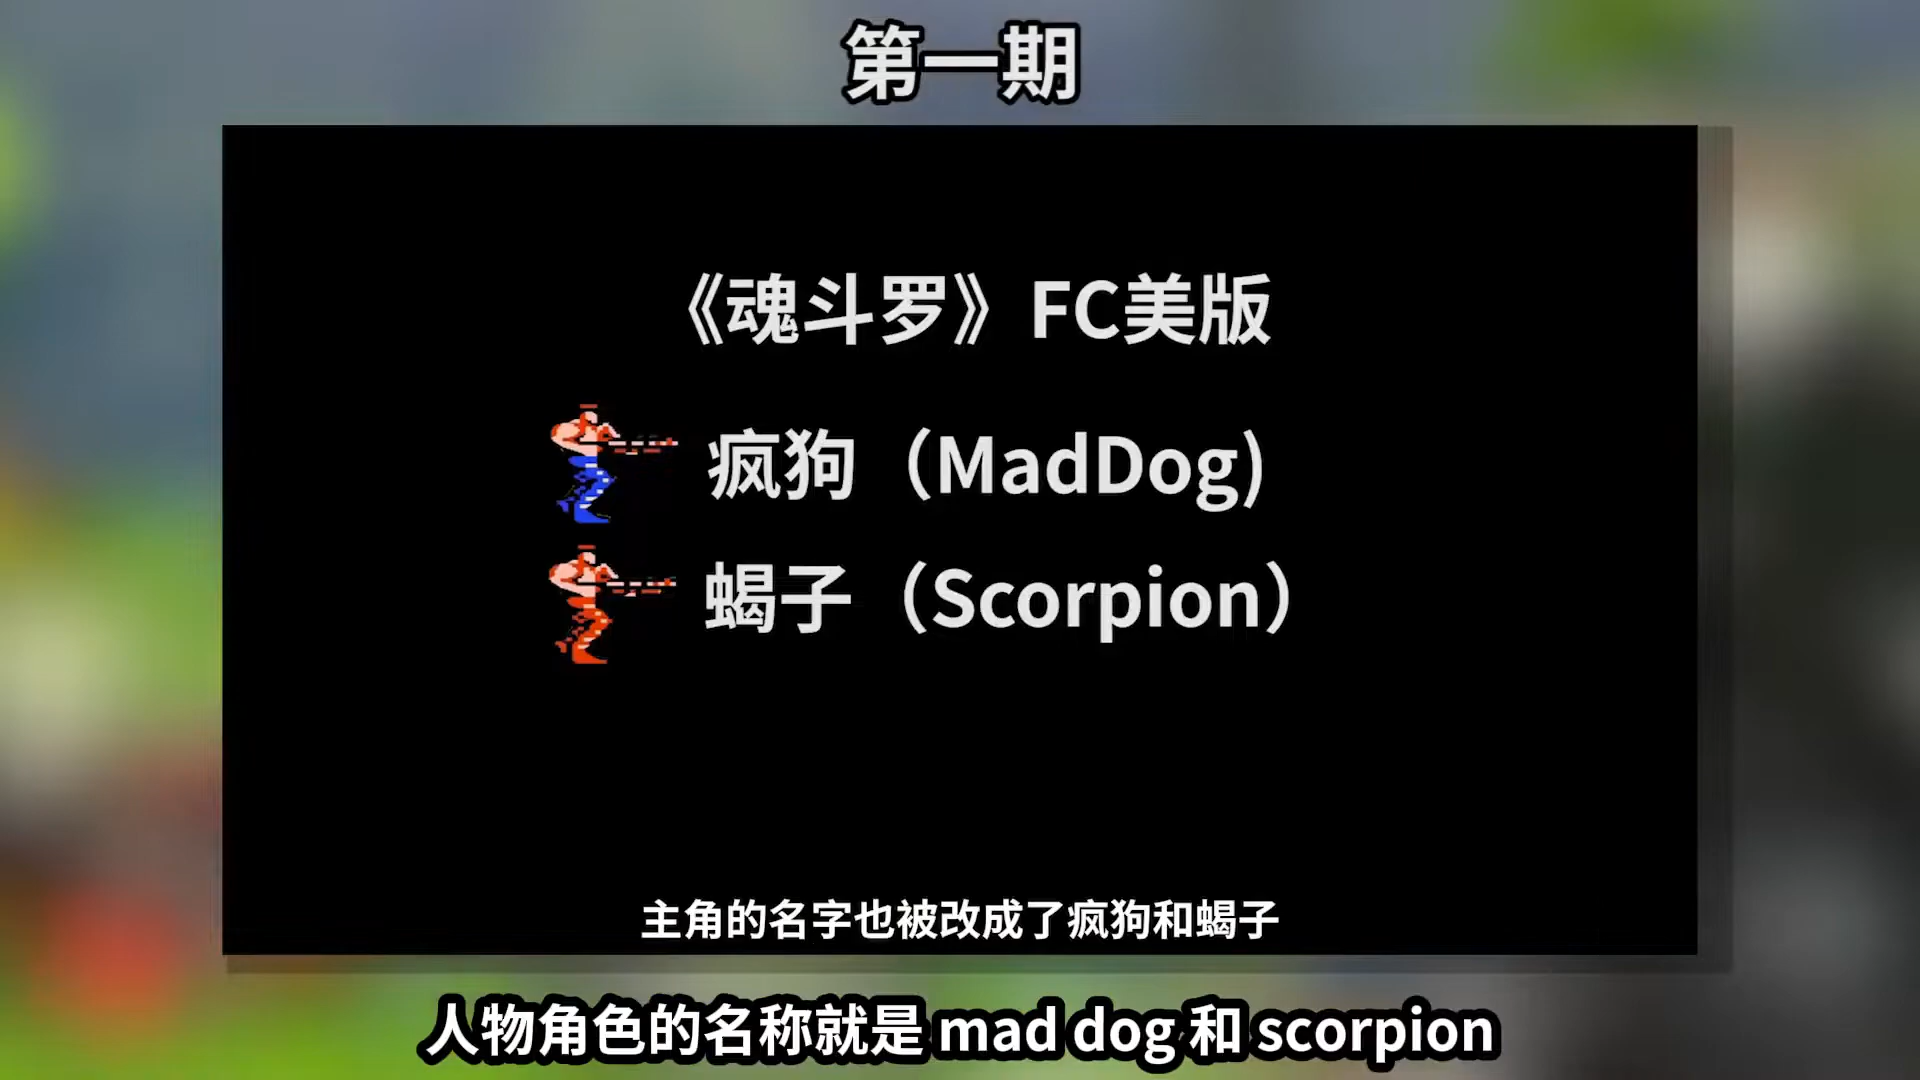 第一期
《魂斗罗》FC美版
疯狗（MadDog)
蝎子（Scorpion）
主角的名字也被改成了疯狗和蝎子
人物角色的名称就是 mad dog 和 scorpion